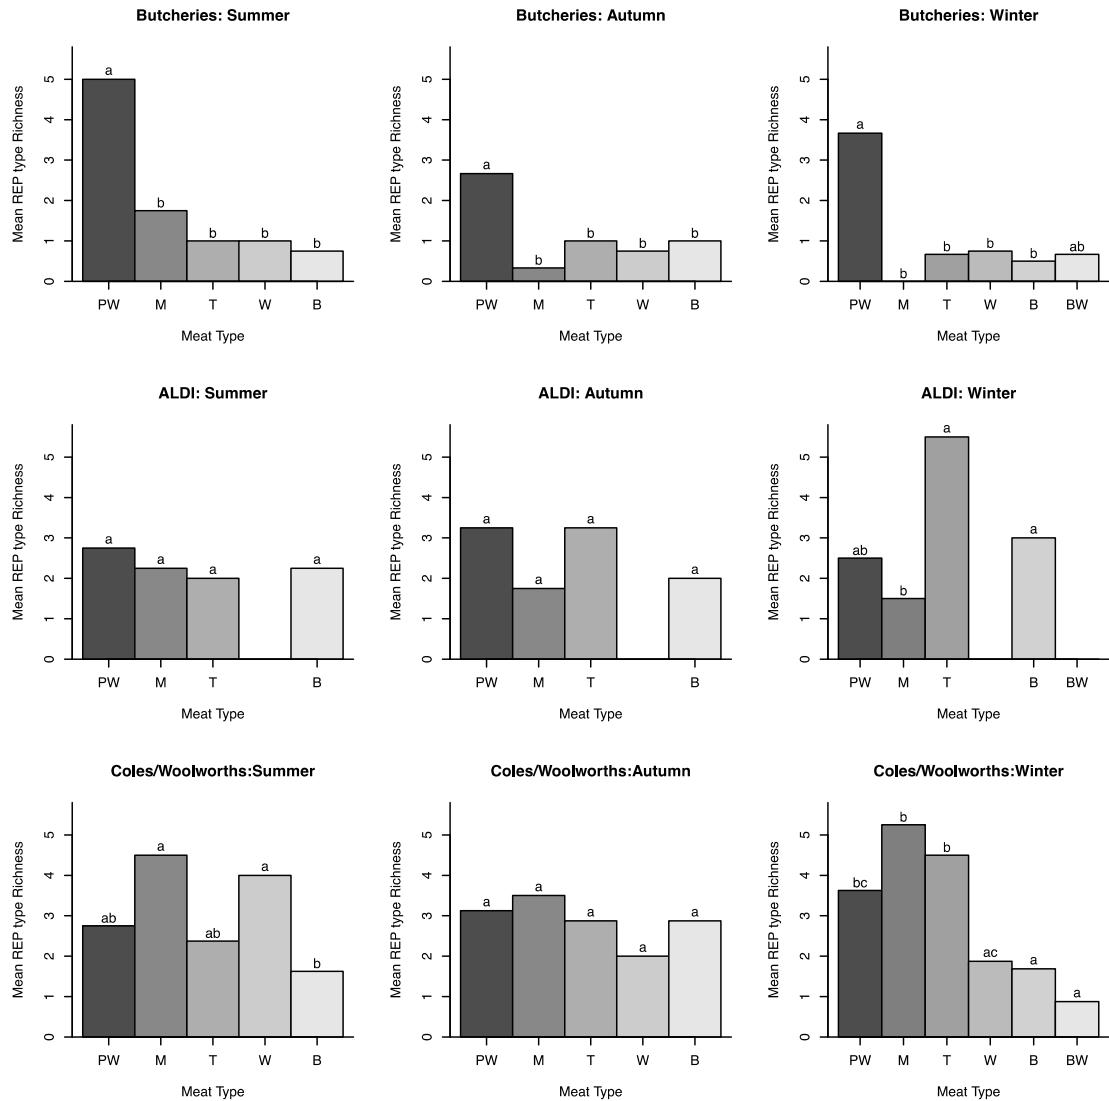 Butcheries: Summer
Mean REP type Richness
0 1 2 3 4 5
a b b b b
PW M T W B
Meat Type
Butcheries: Autumn
Mean REP type Richness
0 1 2 3 4 5
a b b b b
PW M T W B
Meat Type
Butcheries: Winter
Mean REP type Richness
0 1 2 3 4 5
a b b b b ab
PW M T W B BW
Meat Type
ALDI: Summer
Mean REP type Richness
0 1 2 3 4 5
a a a a
PW M T B
Meat Type
ALDI: Autumn
Mean REP type Richness
0 1 2 3 4 5
a a a a
PW M T B
Meat Type
ALDI: Winter
Mean REP type Richness
0 1 2 3 4 5
ab b a a
PW M T B BW
Meat Type
Coles/Woolworths:Summer
Mean REP type Richness
0 1 2 3 4 5
ab a ab a b
PW M T W B
Meat Type
Coles/Woolworths:Autumn
Mean REP type Richness
0 1 2 3 4 5
a a a a a
PW M T W B
Meat Type
Coles/Woolworths:Winter
Mean REP type Richness
0 1 2 3 4 5
bc b b ac a a
PW M T W B BW
Meat Type